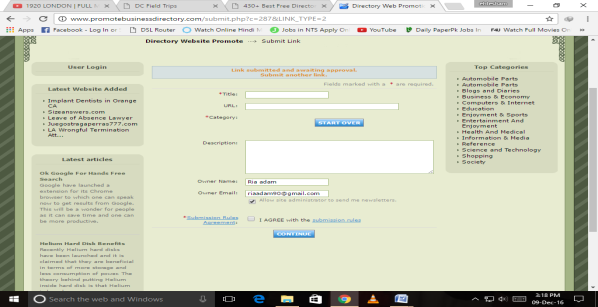 1920 LONDON | FULL
DC Field Trips
430+ Best Free Director
Directory Web Promote
www.promotebusinessdirectory.com/submit.php?c=287&LINK_TYPE=2
Apps
Facebook - Log In or
DSL Router
Watch Online Hindi
Jobs in NTS Apply On
YouTube
Daily PaperPk Jobs In
Watch Full Movies On
Directory Website Promote → Submit Link
User Login
Latest Website Added
Implant Dentists in Orange
CA
Sizeanswers.com
Leave of Absence Lawyer
Juegostragaperras777.com
LA Wrongful Termination
Att...
Latest articles
Ok Google For Hands Free
Search
Google have launched a
extension for its Chrome
browser to which one can speak
now to get results from Google.
This will be a wonder for people
as it can save time and one can
be more productive.
Helium Hard Disk Benefits
Recently Helium hard disks
have been launched and it is
claimed that they are beneficial
in terms of more storage and
less consumption of power. The
theory behind putting Helium
inside hard disk is that Helium
Link submitted and awaiting approval.
Submit another link.
Fields marked with a * are required.
*Title:
URL:
*Category:
START OVER
Description:
Owner Name:
Ria adam
Owner Email:
riaadam90@gmail.com
Allow site administrator to send me newsletters.
*Submission Rules
Agreement:
I AGREE with the submission rules
CONTINUE
Top Categories
Automobile Parts
Automobile Parts
Blogs and Diaries
Business & Economy
Computers & Internet
Education
Enjoyment & Sports
Entertainment And
Enjoyment
Health And Medical
Information & Media
Reference
Science and Technology
Shopping
Society
Search the web and Windows
3:18 PM
09-Dec-16